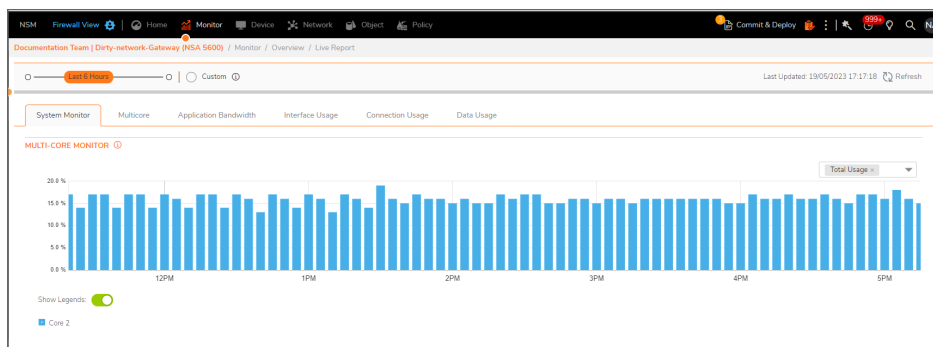 NSM Firewall View Home Monitor Device Network Object Policy 3 Commit & Deploy 999+
Documentation Team | Dirty-network-Gateway (NSA 5600) / Monitor / Overview / Live Report
Last 6 Hours Custom Last Updated: 19/05/2023 17:17:18 Refresh
System Monitor Multicore Application Bandwidth Interface Usage Connection Usage Data Usage
MULTI-CORE MONITOR
Total Usage ×
20.0 %
15.0 %
10.0 %
5.0 %
0.0 %
12PM 1PM 2PM 3PM 4PM 5PM
Show Legends:
Core 2